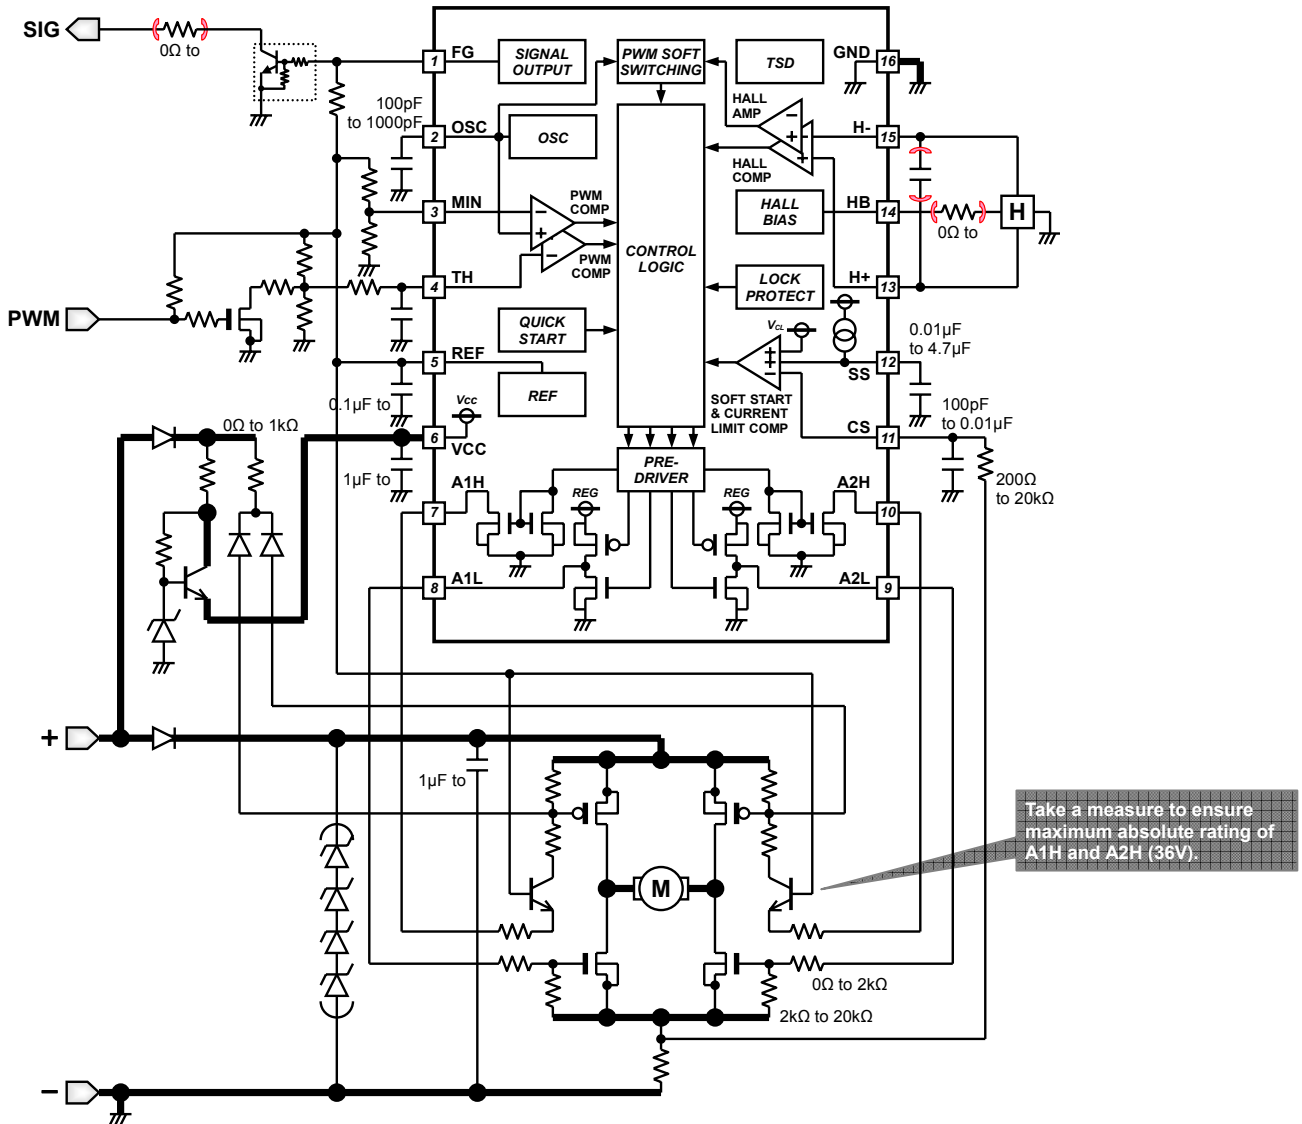 SIG
0Ω to
1
FG
SIGNAL
OUTPUT
PWM SOFT
SWITCHING
TSD
GND
16
100pF
to 1000pF
2
OSC
OSC
HALL
AMP
H-
15
HALL
COMP
3
MIN
PWM
COMP
PWM
COMP
CONTROL
LOGIC
HALL
BIAS
HB
14
0Ω to
H
4
TH
LOCK
PROTECT
H+
13
PWM
QUICK
START
VCL
0.01µF
to 4.7µF
5
REF
REF
SS
12
0.1µF to
SOFT START
& CURRENT
LIMIT COMP
100pF
to 0.01µF
CS
11
0Ω to 1kΩ
Vcc
6
VCC
1µF to
PRE-
DRIVER
200Ω
to 20kΩ
A1H
7
REG
REG
A2H
10
8
A1L
A2L
9
+
1µF to
Take a measure to ensure
maximum absolute rating of
A1H and A2H (36V).
M
0Ω to 2kΩ
2kΩ to 20kΩ
−